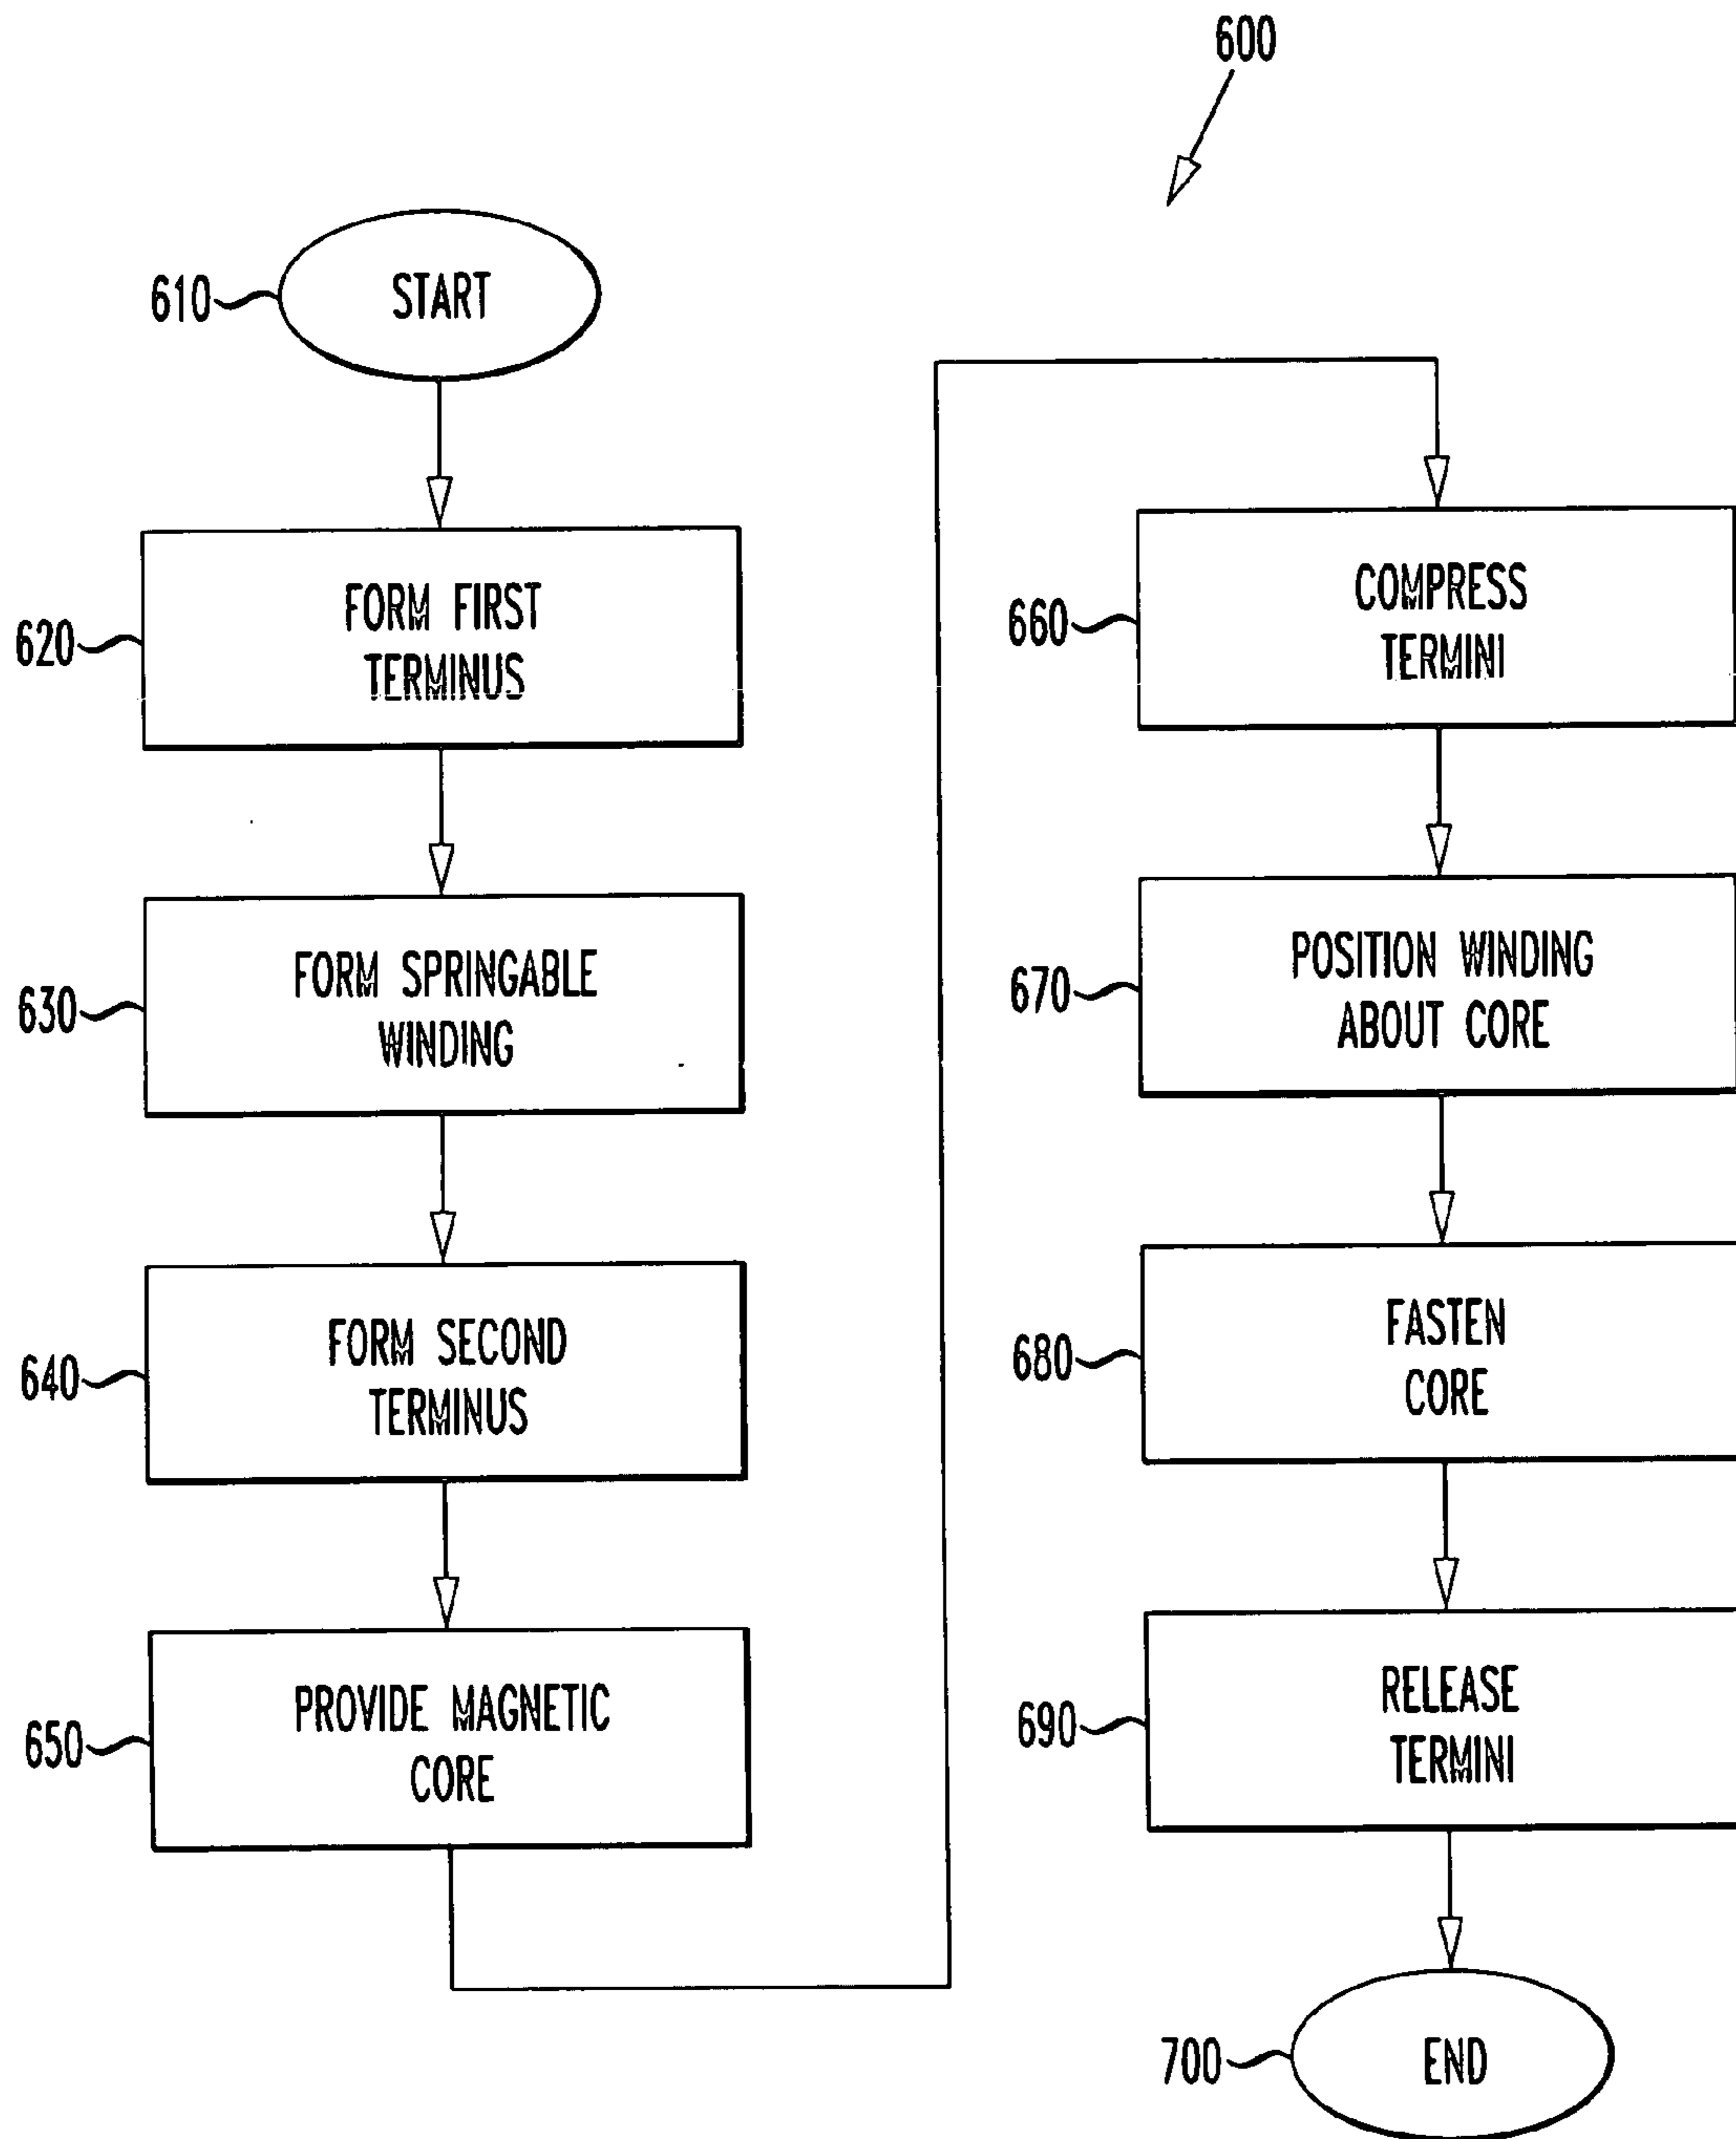 600
610
START
620
FORM FIRST
TERMINUS
630
FORM SPRINGABLE
WINDING
640
FORM SECOND
TERMINUS
650
PROVIDE MAGNETIC
CORE
660
COMPRESS
TERMINI
670
POSITION WINDING
ABOUT CORE
680
FASTEN
CORE
690
RELEASE
TERMINI
700
END